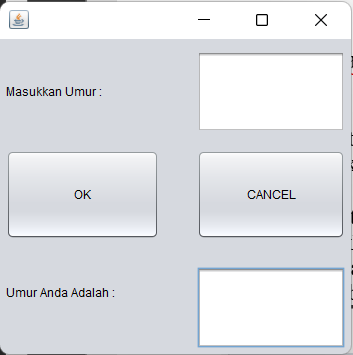 Masukkan Umur :
OK
CANCEL
Umur Anda Adalah :